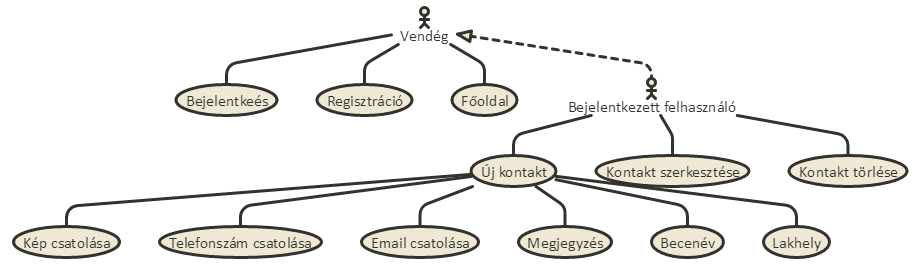 Vendég
Bejelentkeés
Regisztráció
Főoldal
Bejelentkezett felhasználó
Új kontakt
Kontakt szerkesztése
Kontakt törlése
Kép csatolása
Telefonszám csatolása
Email csatolása
Megjegyzés
Becenév
Lakhely